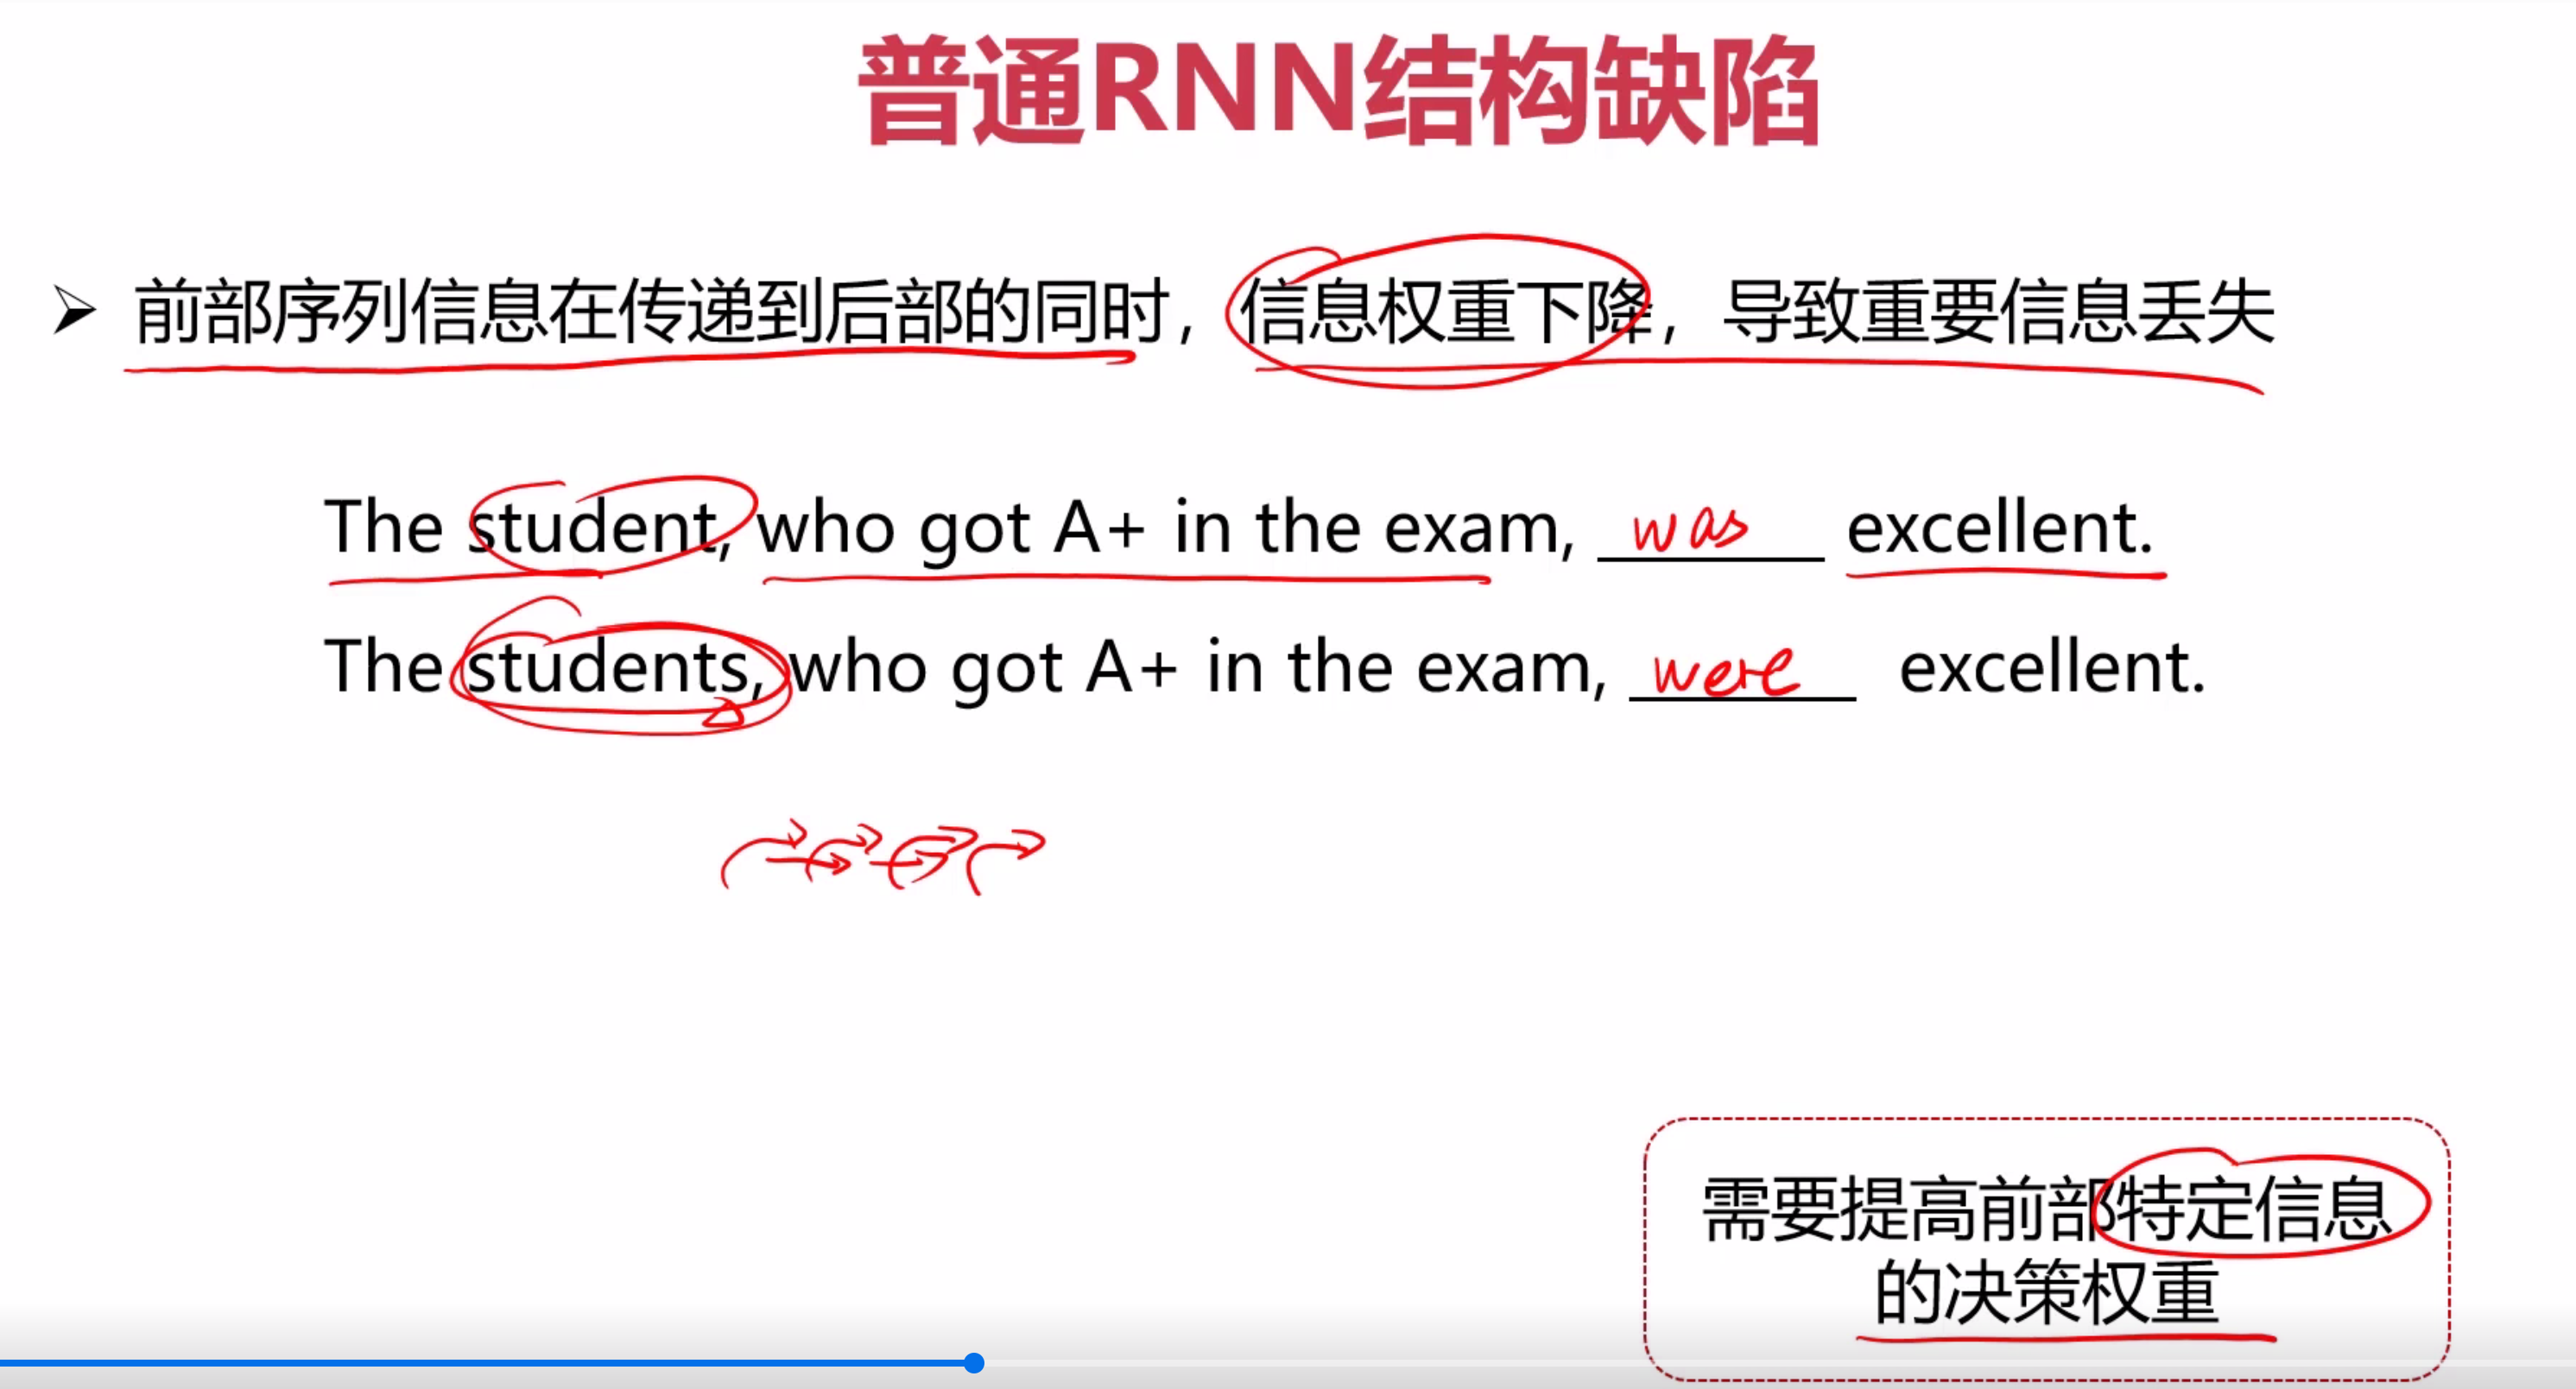 普通RNN结构缺陷
前部序列信息在传递到后部的同时，信息权重下降，导致重要信息丢失
The student, who got A+ in the exam, was excellent.
The students, who got A+ in the exam, were excellent.
需要提高前部特定信息
的决策权重